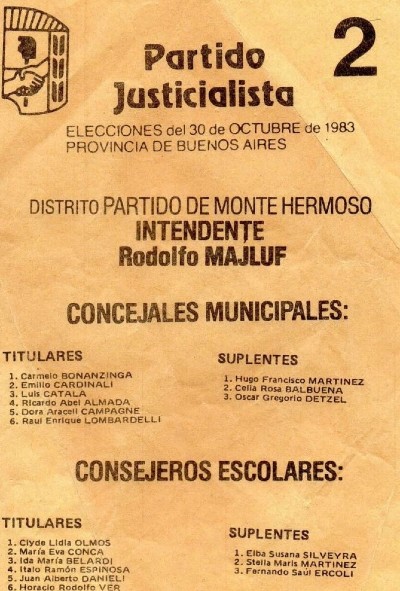 2
Partido
Justicialista
ELECCIONES del 30 de OCTUBRE de 1983
PROVINCIA DE BUENOS AIRES
DISTRITO PARTIDO DE MONTE HERMOSO
INTENDENTE
Rodolfo MAJLUF
CONCEJALES MUNICIPALES:
TITULARES
1. Carmelo BONANZINGA
2. Emilio CARDINALI
3. Luis CATALA
4. Ricardo Abel ALMADA
5. Dora Araceli CAMPAGNE
6. Raul Enrique LOMBARDELLI
SUPLENTES
1. Hugo Francisco MARTINEZ
2. Celia Rosa BALBUENA
3. Oscar Gregorio DETZEL
CONSEJEROS ESCOLARES:
TITULARES
1. Clyde Lidia OLMOS
2. María Eva CONCA
3. Ida María BELARDI
4. Italo Ramón ESPINOSA
5. Juan Alberto DANIELI
6. Horacio Rodolfo VER
SUPLENTES
1. Elba Susana SILVEYRA
2. Stella Maris MARTINEZ
3. Fernando Saúl ERCOLI